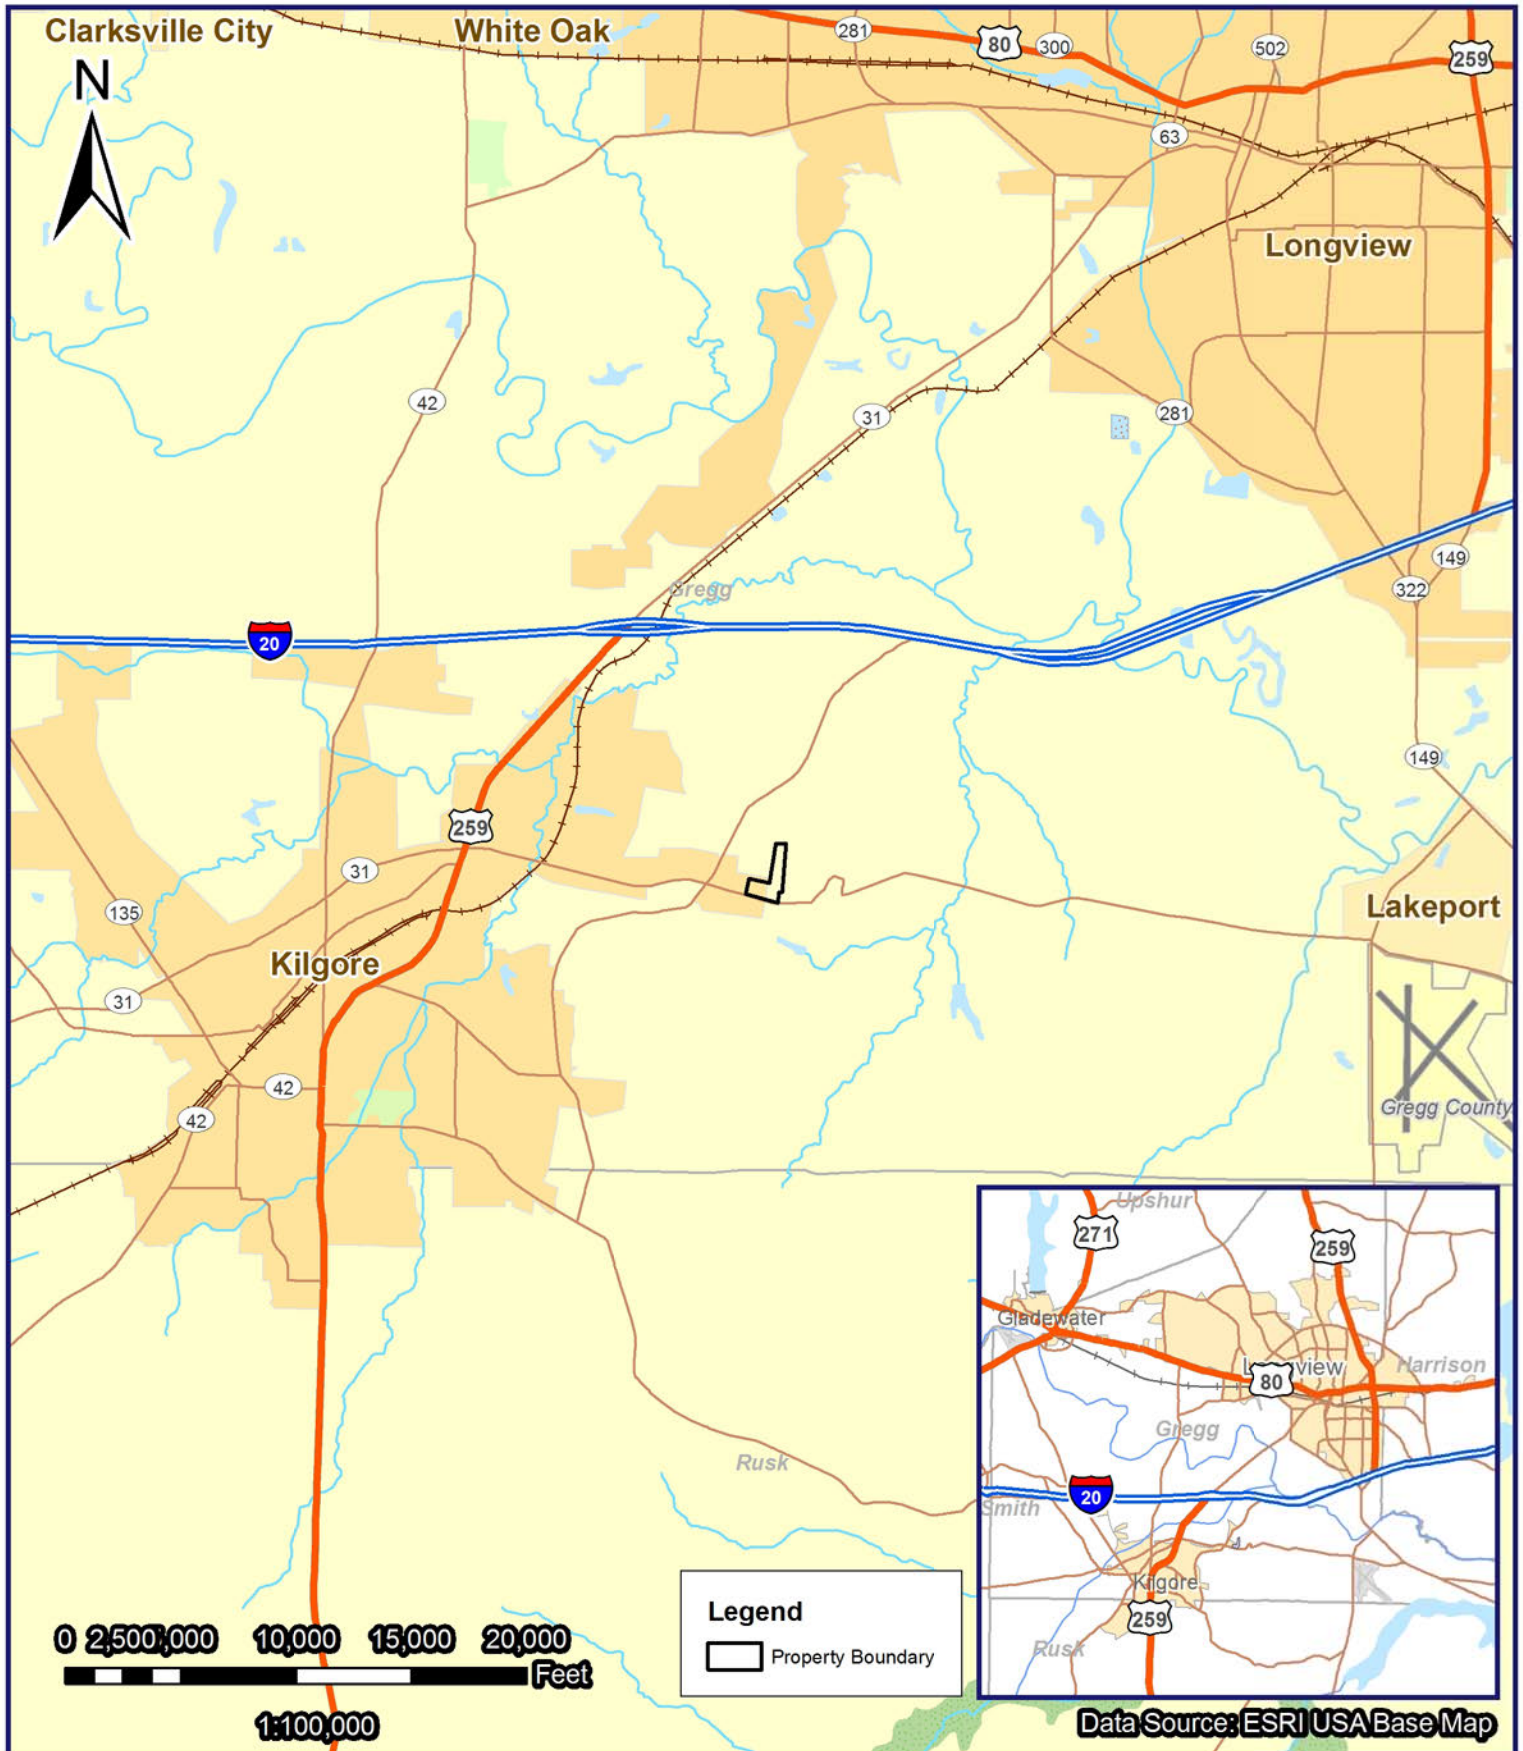 Clarksville City
White Oak
281
80
300
502
259
N
63
Longview
42
31
281
149
322
Gregg
20
149
259
31
135
Lakeport
Kilgore
31
42
42
Gregg County
Upshur
271
259
Gladewater
Harrison
80
Gregg
20
Smith
Kilgore
259
Rusk
Rusk
Legend
Property Boundary
0 2,500 10,000 15,000 20,000
Feet
1:100,000
Data Source: ESRI USA Base Map